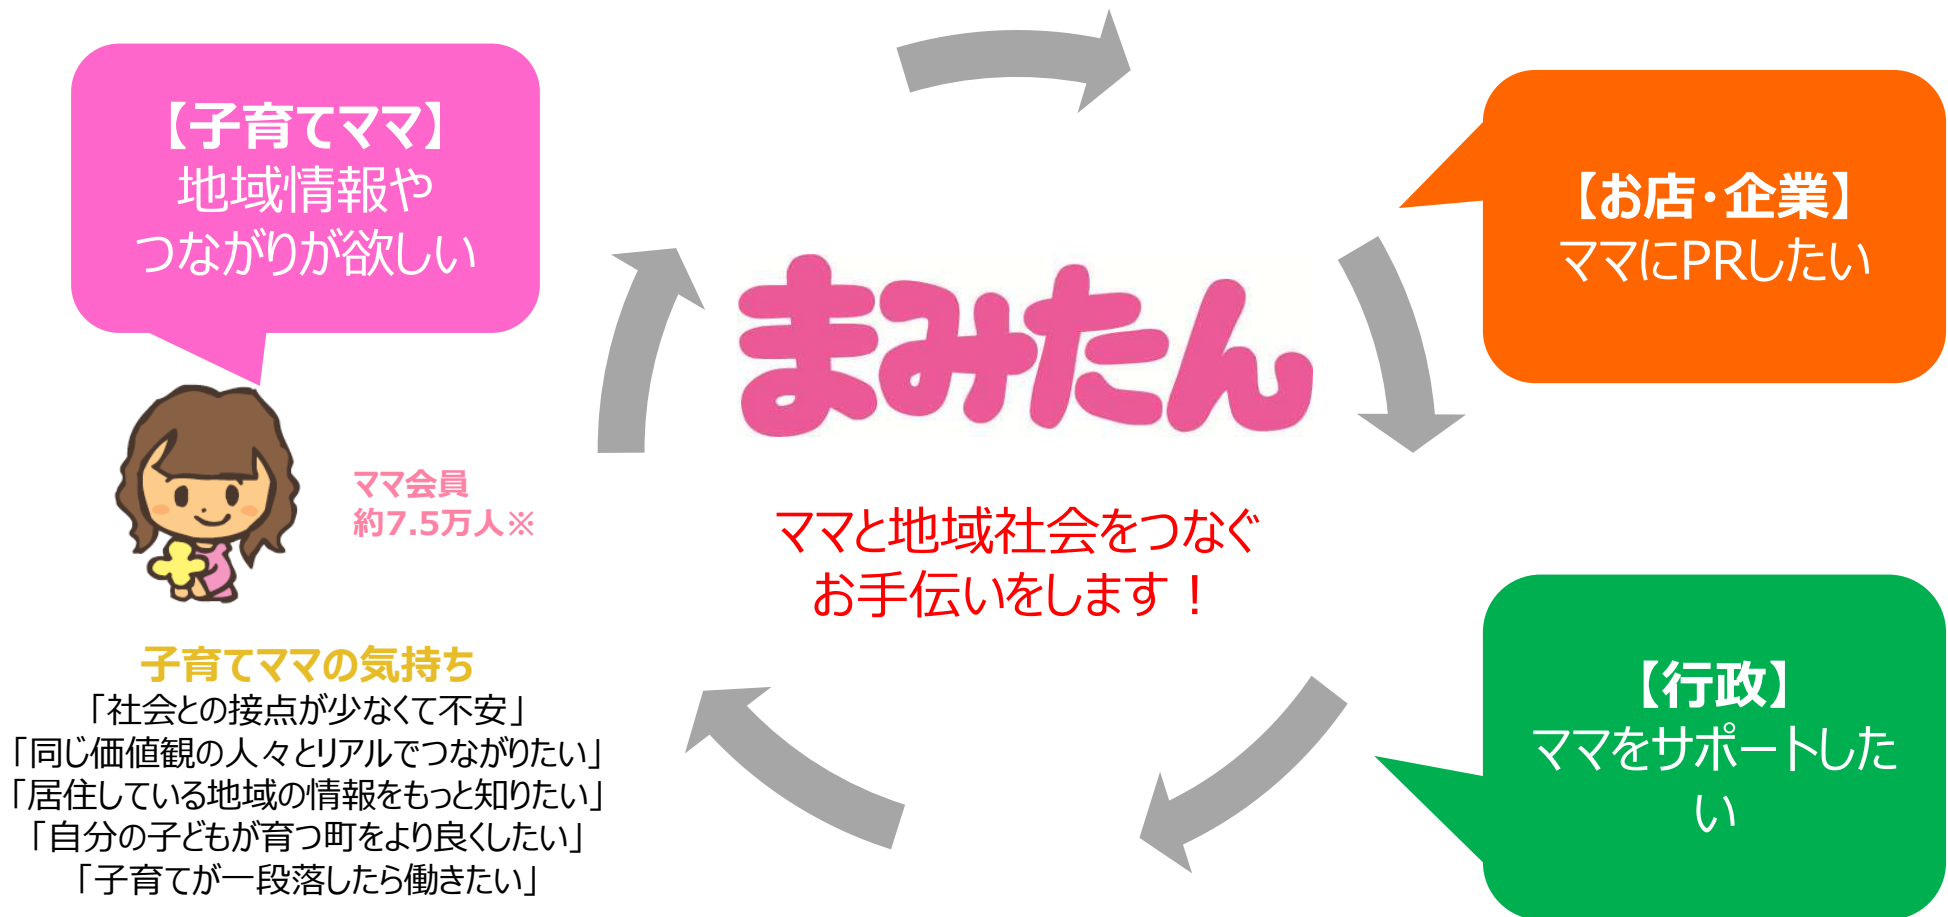 【子育てママ】
地域情報や
つながりが欲しい
【お店・企業】
ママにPRしたい
まみたん
ママ会員
約7.5万人※
ママと地域社会をつなぐ
お手伝いをします！
子育てママの気持ち
「社会との接点が少なくて不安」
「同じ価値観の人々とリアルでつながりたい」
「居住している地域の情報をもっと知りたい」
「自分の子どもが育つ町をより良くしたい」
「子育てが一段落したら働きたい」
【行政】
ママをサポートした
い